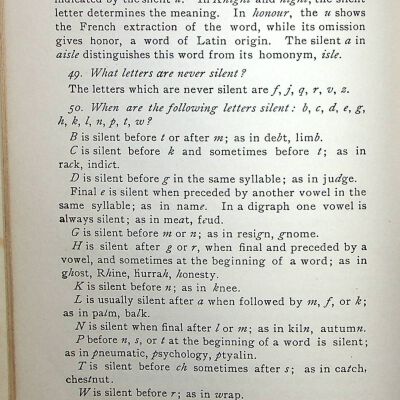 indicated by the silent u. In Knight and night, the silent
letter determines the meaning. In honour, the u shows
the French extraction of the word, while its omission
gives honor, a word of Latin origin. The silent a in
aisle distinguishes this word from its homonym, isle.
49. What letters are never silent?
The letters which are never silent are f, j, q, r, v, z.
50. When are the following letters silent: b, c, d, e, g,
h, k, l, n, p, t, w?
B is silent before t or after m; as in debt, limb.
C is silent before k and sometimes before t; as in
rack, indict.
D is silent before g in the same syllable; as in judge.
Final e is silent when preceded by another vowel in the
same syllable; as in name. In a digraph one vowel is
always silent; as in meat, feud.
G is silent before m or n; as in resign, gnome.
H is silent after g or r, when final and preceded by a
vowel, and sometimes at the beginning of a word; as in
ghost, Rhine, hurrah, honesty.
K is silent before n; as in knee.
L is usually silent after a when followed by m, f, or k;
as in palm, balk.
N is silent when final after l or m; as in kiln, autumn.
P before n, s, or t at the beginning of a word is silent;
as in pneumatic, psychology, ptyalin.
T is silent before ch sometimes after s; as in catch,
chestnut.
W is silent before r; as in wrap.